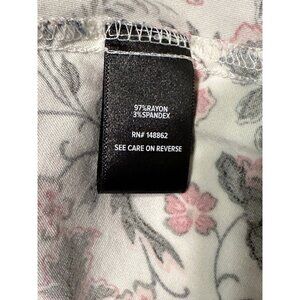 97%RAYON
3%SPANDEX
RN# 148862
SEE CARE ON REVERSE